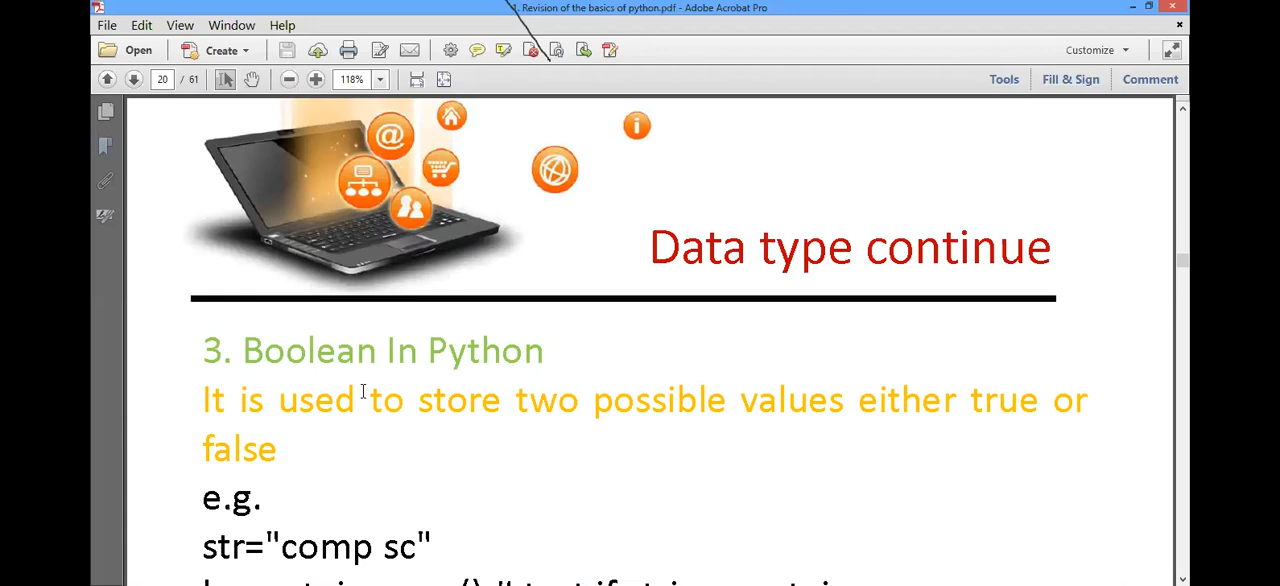 1. Revision of the basics of python.pdf - Adobe Acrobat Pro
File Edit View Window Help
Open Create Customize
20 / 61 118% Tools Fill & Sign Comment
Data type continue
3. Boolean In Python
It is used to store two possible values either true or
false
e.g.
str="comp sc"